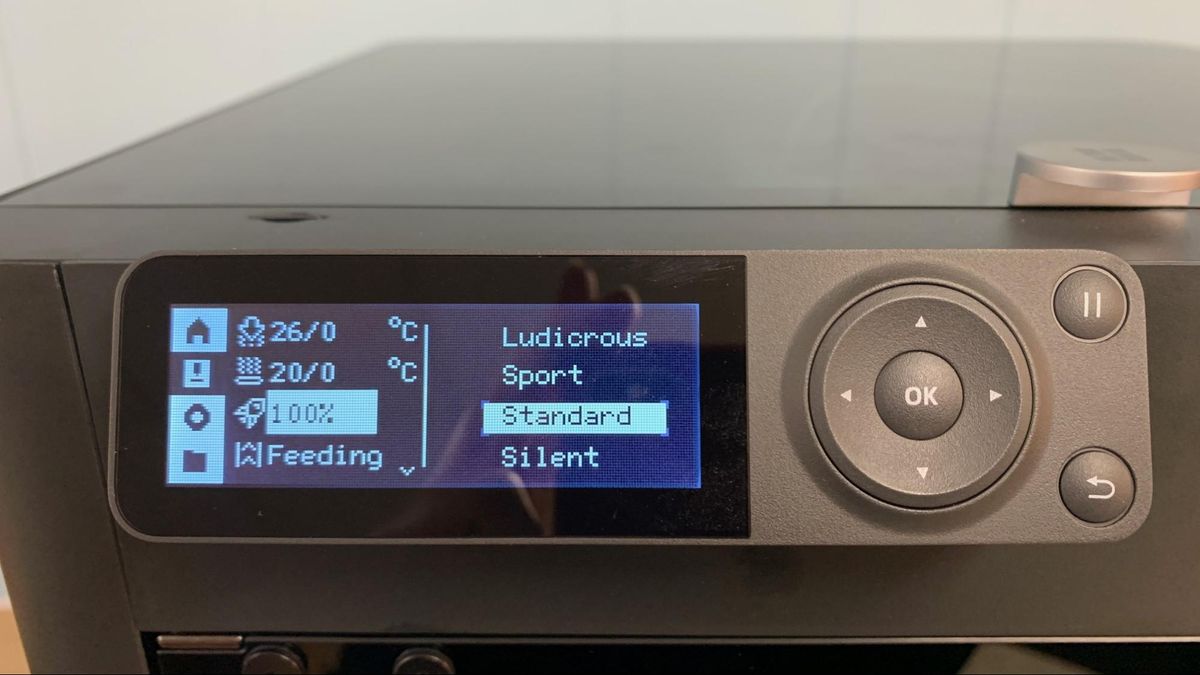 26/0 °C
20/0 °C
100%
Feeding
Ludicrous
Sport
Standard
Silent
OK